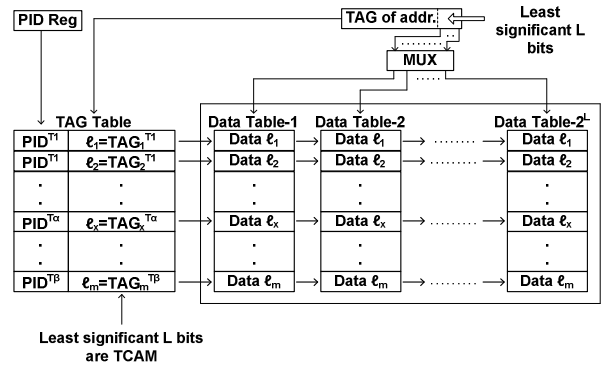 PID Reg
TAG of addr.
Least
significant L
bits
MUX
TAG Table
Data Table-1
Data Table-2
Data Table-2^L
PID^T1 ℓ₁=TAG₁^T1 Data ℓ₁ Data ℓ₁ Data ℓ₁
PID^T1 ℓ₂=TAG₂^T1 Data ℓ₂ Data ℓ₂ Data ℓ₂
PID^Tα ℓₓ=TAGₓ^Tα Data ℓₓ Data ℓₓ Data ℓₓ
PID^Tβ ℓₘ=TAGₘ^Tβ Data ℓₘ Data ℓₘ Data ℓₘ
Least significant L bits
are TCAM